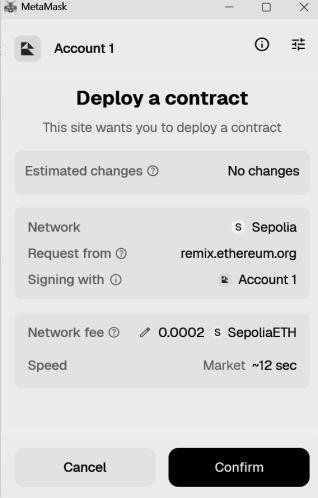 MetaMask
Account 1
Deploy a contract
This site wants you to deploy a contract
Estimated changes No changes
Network S Sepolia
Request from remix.ethereum.org
Signing with Account 1
Network fee 0.0002 S SepoliaETH
Speed Market ~12 sec
Cancel Confirm